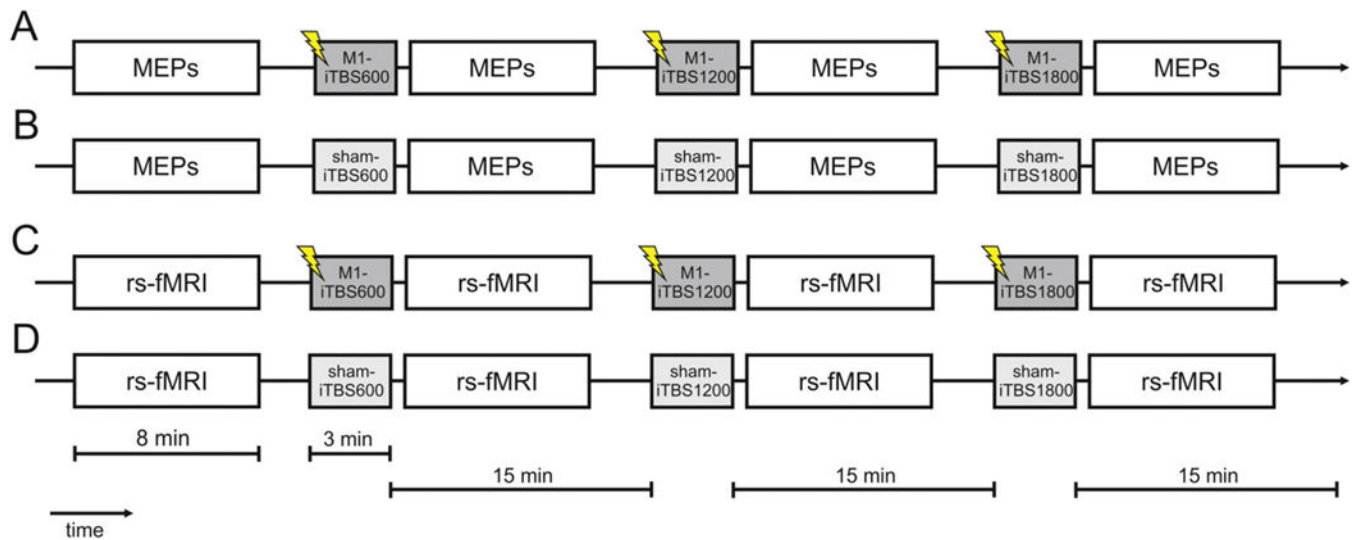 A
MEPs
M1-
iTBS600
MEPs
M1-
iTBS1200
MEPs
M1-
iTBS1800
MEPs
B
MEPs
sham-
iTBS600
MEPs
sham-
iTBS1200
MEPs
sham-
iTBS1800
MEPs
C
rs-fMRI
M1-
iTBS600
rs-fMRI
M1-
iTBS1200
rs-fMRI
M1-
iTBS1800
rs-fMRI
D
rs-fMRI
sham-
iTBS600
rs-fMRI
sham-
iTBS1200
rs-fMRI
sham-
iTBS1800
rs-fMRI
8 min
3 min
15 min
15 min
15 min
time